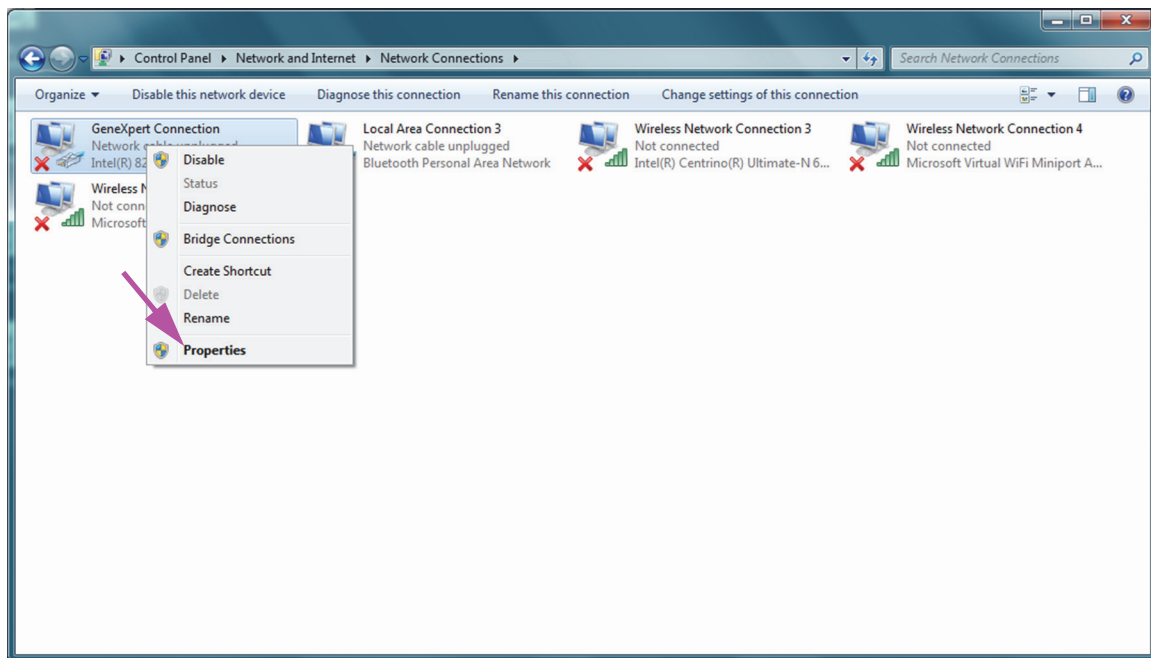 Control Panel Network and Internet Network Connections
Search Network Connections
Organize Disable this network device Diagnose this connection Rename this connection Change settings of this connection
GeneXpert Connection
Network cable unplugged
Intel(R) 82
Local Area Connection 3
Network cable unplugged
Bluetooth Personal Area Network
Wireless Network Connection 3
Not connected
Intel(R) Centrino(R) Ultimate-N 6...
Wireless Network Connection 4
Not connected
Microsoft Virtual WiFi Miniport A...
Wireless N
Not conn
Microsoft
Disable
Status
Diagnose
Bridge Connections
Create Shortcut
Delete
Rename
Properties